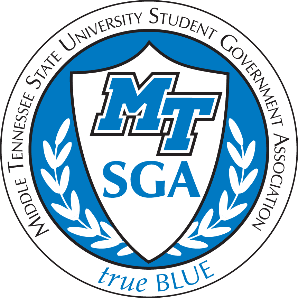 MIDDLE TENNESSEE STATE UNIVERSITY STUDENT GOVERNMENT ASSOCIATION
MT
SGA
true BLUE